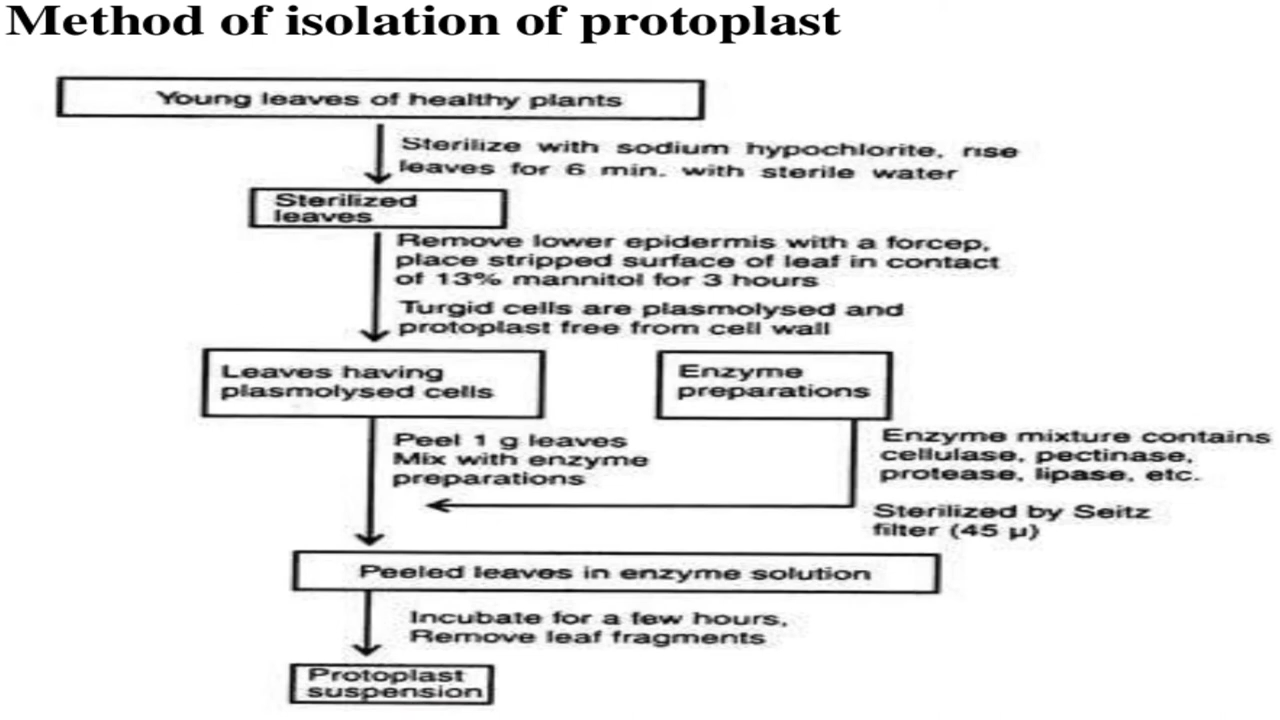 Method of isolation of protoplast
Young leaves of healthy plants
Sterilize with sodium hypochlorite, rise
leaves for 6 min. with sterile water
Sterilized
leaves
Remove lower epidermis with a forcep,
place stripped surface of leaf in contact
of 13% mannitol for 3 hours
Turgid cells are plasmolysed and
protoplast free from cell wall
Leaves having
plasmolysed cells
Enzyme
preparations
Peel 1 g leaves
Mix with enzyme
preparations
Enzyme mixture contains
cellulase, pectinase,
protease, lipase, etc.
Sterilized by Seitz
filter (45 µ)
Peeled leaves in enzyme solution
Incubate for a few hours,
Remove leaf fragments
Protoplast
suspension